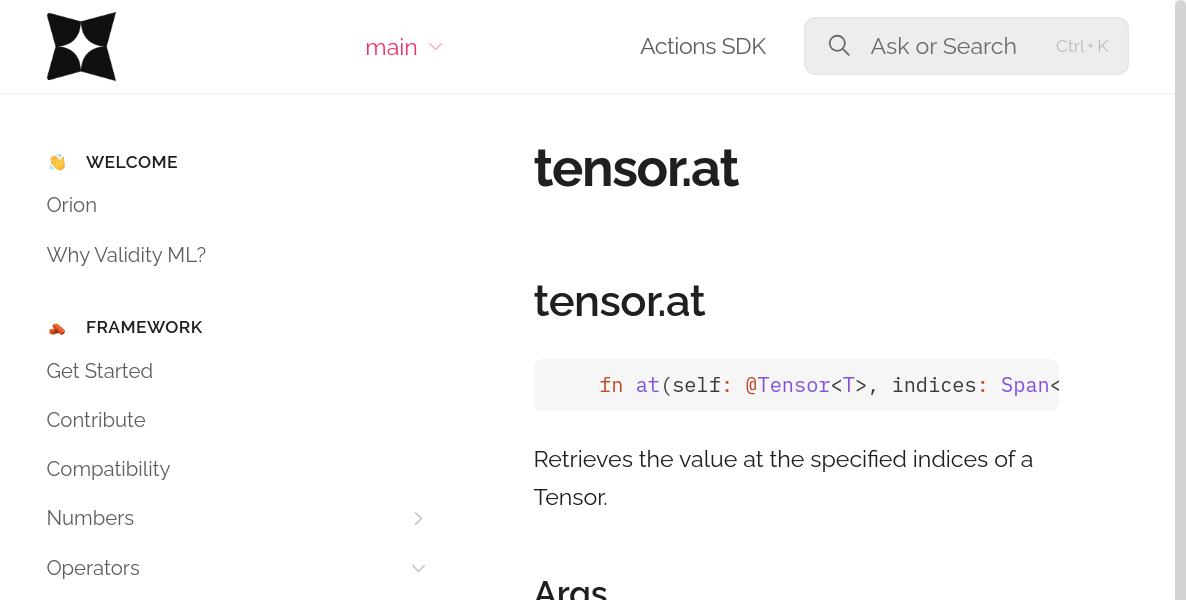 main
Actions SDK
Ask or Search
Ctrl+K
WELCOME
Orion
Why Validity ML?
FRAMEWORK
Get Started
Contribute
Compatibility
Numbers
Operators
tensor.at
tensor.at
fn at(self: @Tensor<T>, indices: Span<
Retrieves the value at the specified indices of a
Tensor.
Args